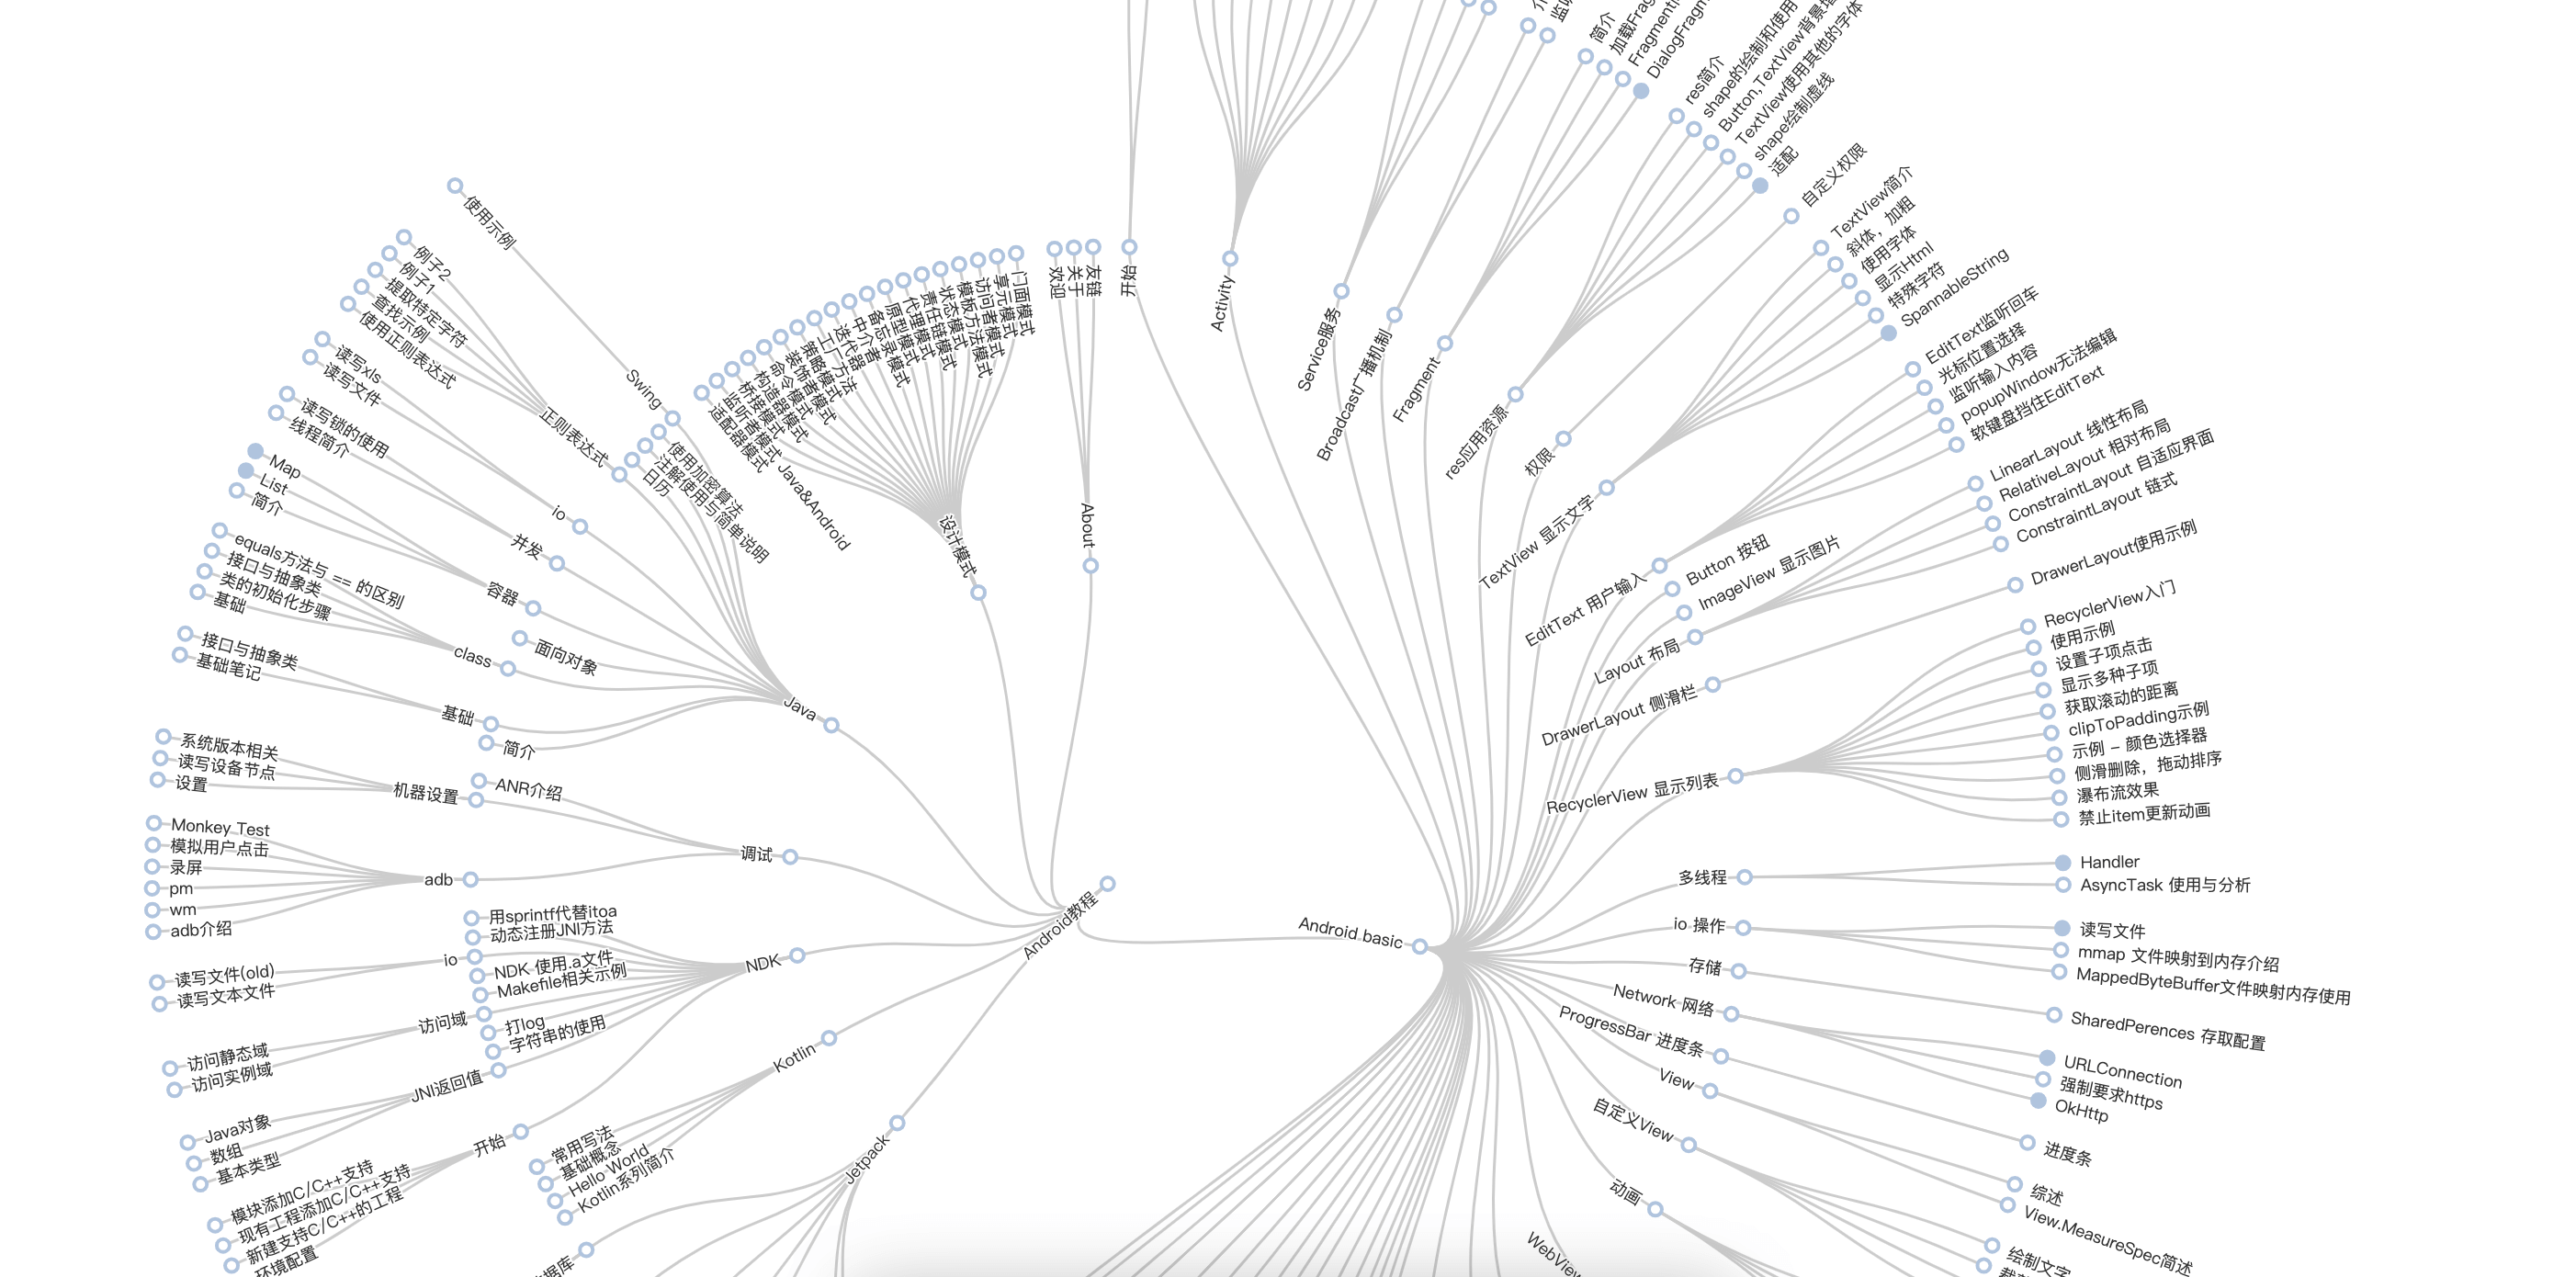 使用示例
例子2
例子1
提取特定字符
查找示例
使用正则表达式
正则表达式
Swing
读写xls
读写文件
io
读写锁的使用
线程简介
并发
Map
List
简介
容器
equals方法与 == 的区别
接口与抽象类
类的初始化步骤
基础
class
面向对象
接口与抽象类
基础笔记
基础
简介
使用加密算法
注解使用与简单说明
日历
Java
系统版本相关
读写设备节点
设置
机器设置
ANR介绍
调试
Monkey Test
模拟用户点击
录屏
pm
wm
adb介绍
adb
用sprintf代替itoa
动态注册JNI方法
io
读写文件(old)
读写文本文件
NDK 使用.a文件
Makefile相关示例
访问域
访问静态域
访问实例域
打log
字符串的使用
JNI返回值
Java对象
数组
基本类型
开始
模块添加C/C++支持
现有工程添加C/C++支持
新建支持C/C++的工程
环境配置
NDK
Kotlin
常用写法
基础概念
Hello World
Kotlin系列简介
Jetpack
Android教程
适配器模式
监听者模式 Java&Android
桥接模式
构造器模式
命令模式
装饰者模式
策略模式
工厂方法
迭代器
中介者
备忘录模式
原型模式
代理模式
责任链模式
状态模式
模板方法模式
访问者模式
享元模式
门面模式
设计模式
欢迎
关于
友链
About
开始
Activity
Service服务
Broadcast广播机制
Fragment
简介
res应用资源
res简介
shape的绘制和使用
TextView使用其他的字体
shape绘制虚线
适配
权限
自定义权限
TextView 显示文字
TextView简介
斜体，加粗
使用字体
显示Html
特殊字符
SpannableString
EditText 用户输入
EditText监听回车
光标位置选择
监听输入内容
popupWindow无法编辑
软键盘挡住EditText
Button 按钮
ImageView 显示图片
Layout 布局
LinearLayout 线性布局
RelativeLayout 相对布局
ConstraintLayout 自适应界面
ConstraintLayout 链式
DrawerLayout 侧滑栏
DrawerLayout使用示例
RecyclerView 显示列表
RecyclerView入门
使用示例
设置子项点击
显示多种子项
获取滚动的距离
clipToPadding示例
示例 – 颜色选择器
侧滑删除，拖动排序
瀑布流效果
禁止item更新动画
多线程
Handler
AsyncTask 使用与分析
io 操作
读写文件
mmap 文件映射到内存介绍
MappedByteBuffer文件映射内存使用
存储
SharedPerences 存取配置
Network 网络
URLConnection
强制要求https
OkHttp
ProgressBar 进度条
进度条
View
综述
View.MeasureSpec简述
自定义View
绘制文字
动画
WebView
Android basic